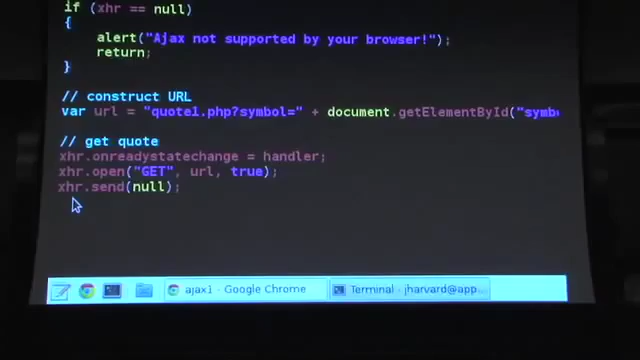 if (xhr == null)
{
alert("Ajax not supported by your browser!");
return;
}
// construct URL
var url = "quote1.php?symbol=" + document.getElementById("symbo
// get quote
xhr.onreadystatechange = handler;
xhr.open("GET", url, true);
xhr.send(null);
ajax1 - Google Chrome
Terminal - jharvard@app...